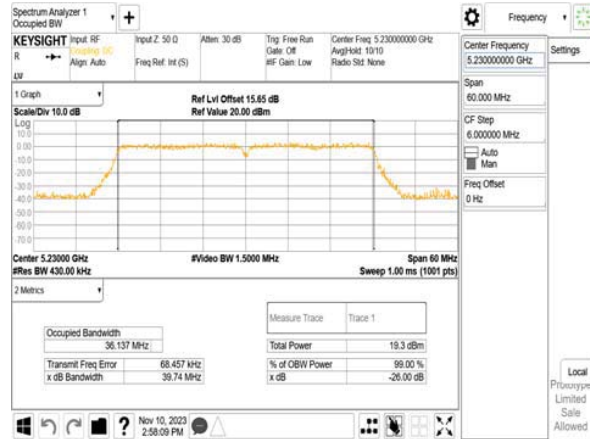 Spectrum Analyzer 1
Occupied BW
Frequency
KEYSIGHT
Input: RF
Coupling: DC
Align: Auto
Input Z: 50 Ω
Freq Ref: Int (S)
Atten: 30 dB
Trig: Free Run
Gate: Off
#IF Gain: Low
Center Freq: 5.230000000 GHz
Avg|Hold: 10/10
Radio Std: None
R
Center Frequency
5.230000000 GHz
Settings
Span
60.000 MHz
CF Step
6.000000 MHz
Auto
Man
Freq Offset
0 Hz
1 Graph
Scale/Div 10.0 dB
Ref Lvl Offset 15.65 dB
Ref Value 20.00 dBm
Log
10.0
0.00
-10.0
-20.0
-30.0
-40.0
-50.0
-60.0
-70.0
Center 5.23000 GHz
#Video BW 1.5000 MHz
Span 60 MHz
#Res BW 430.00 kHz
Sweep 1.00 ms (1001 pts)
2 Metrics
Measure Trace
Trace 1
Occupied Bandwidth
36.137 MHz
Total Power
19.3 dBm
Transmit Freq Error
68.457 kHz
% of OBW Power
99.00 %
x dB Bandwidth
39.74 MHz
x dB
-26.00 dB
Local
Prototype
Limited
Sale
Allowed
?
Nov 10, 2023
2:58:09 PM